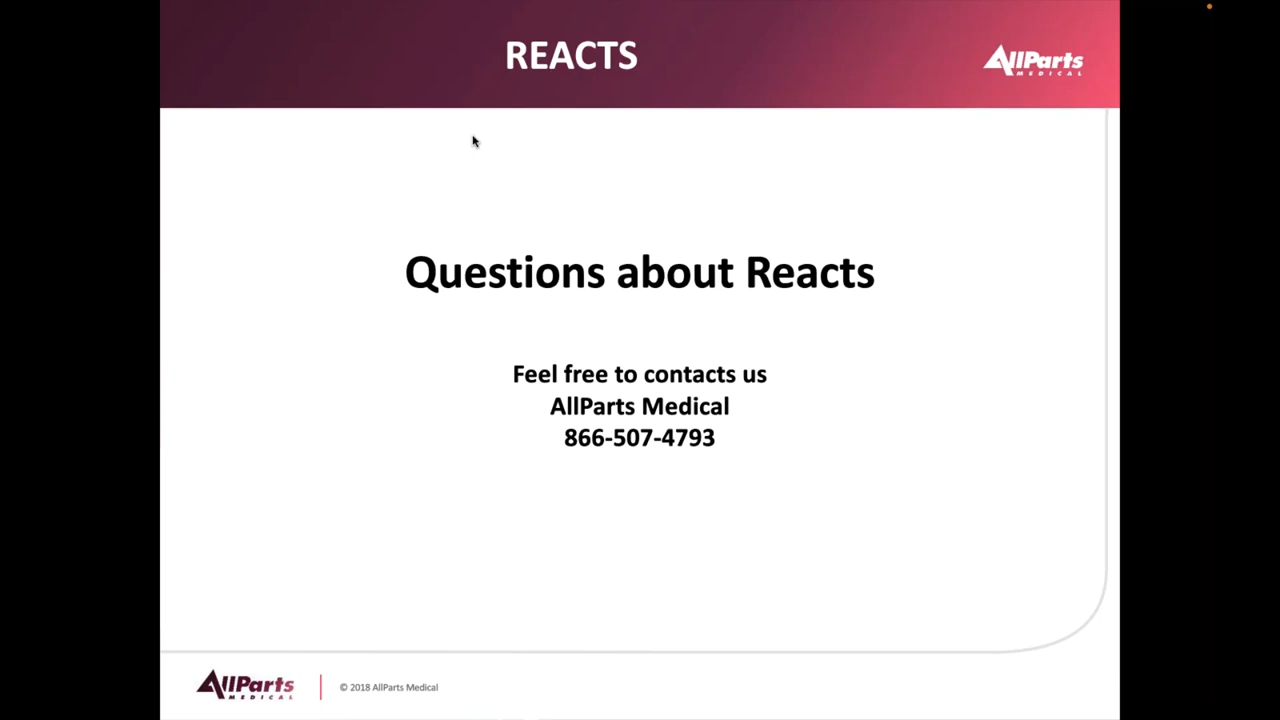 REACTS
AllParts
MEDICAL
Questions about Reacts
Feel free to contacts us
AllParts Medical
866-507-4793
AllParts
MEDICAL
© 2018 AllParts Medical